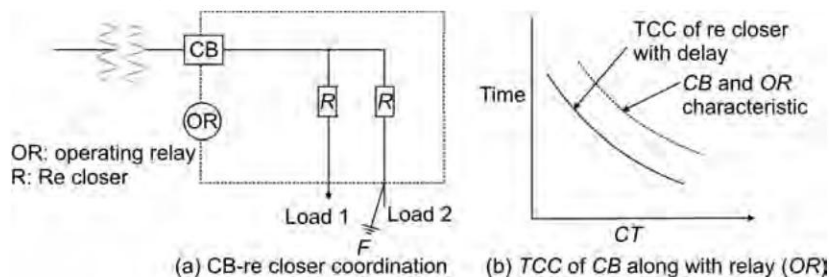 CB
OR
R
R
OR: operating relay
R: Re closer
Load 1
Load 2
F
(a) CB-re closer coordination
TCC of re closer
with delay
Time
CB and OR
characteristic
CT
(b) TCC of CB along with relay (OR)